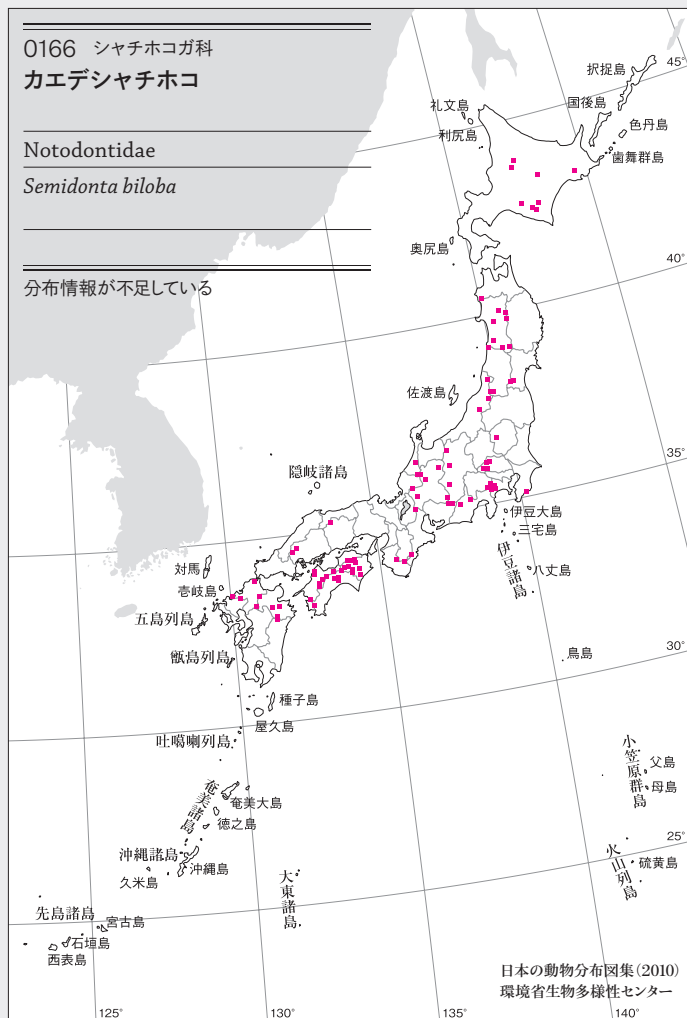 0166 シャチホコガ科
カエデシャチホコ
Notodontidae
Semidonta biloba
分布情報が不足している
択捉島
45°
礼文島
国後島
色丹島
利尻島
歯舞群島
奥尻島
40°
佐渡島
35°
隠岐諸島
伊豆大島
三宅島
伊豆諸島
八丈島
対馬
壱岐島
五島列島
甑島列島
鳥島
30°
種子島
屋久島
吐噶喇列島
小笠原群島
父島
母島
奄美諸島
奄美大島
徳之島
25°
沖縄諸島
沖縄島
久米島
火山列島
硫黄島
大東諸島
先島諸島
宮古島
石垣島
西表島
日本の動物分布図集(2010)
環境省生物多様性センター
125°
130°
135°
140°